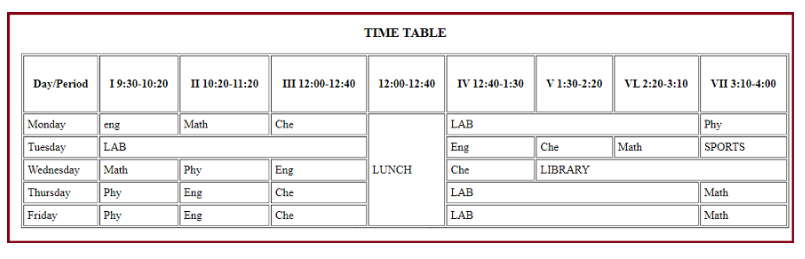 TIME TABLE
Day/Period I 9:30-10:20 II 10:20-11:20 III 12:00-12:40 12:00-12:40 IV 12:40-1:30 V 1:30-2:20 VL 2:20-3:10 VII 3:10-4:00
Monday eng Math Che LAB Phy
Tuesday LAB Eng Che Math SPORTS
Wednesday Math Phy Eng LUNCH Che LIBRARY
Thursday Phy Eng Che LAB Math
Friday Phy Eng Che LAB Math